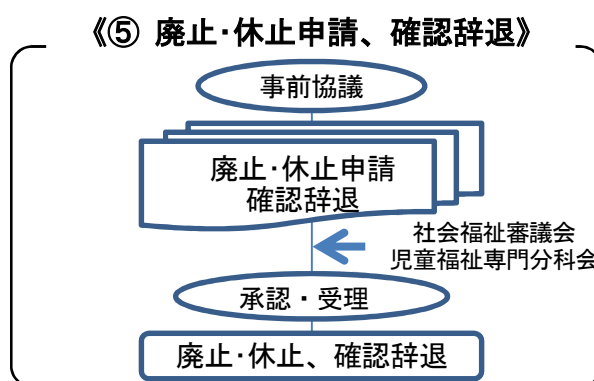 《⑤ 廃止･休止申請、確認辞退》
事前協議
廃止･休止申請
確認辞退
社会福祉審議会
児童福祉専門分科会
承認・受理
廃止･休止、確認辞退